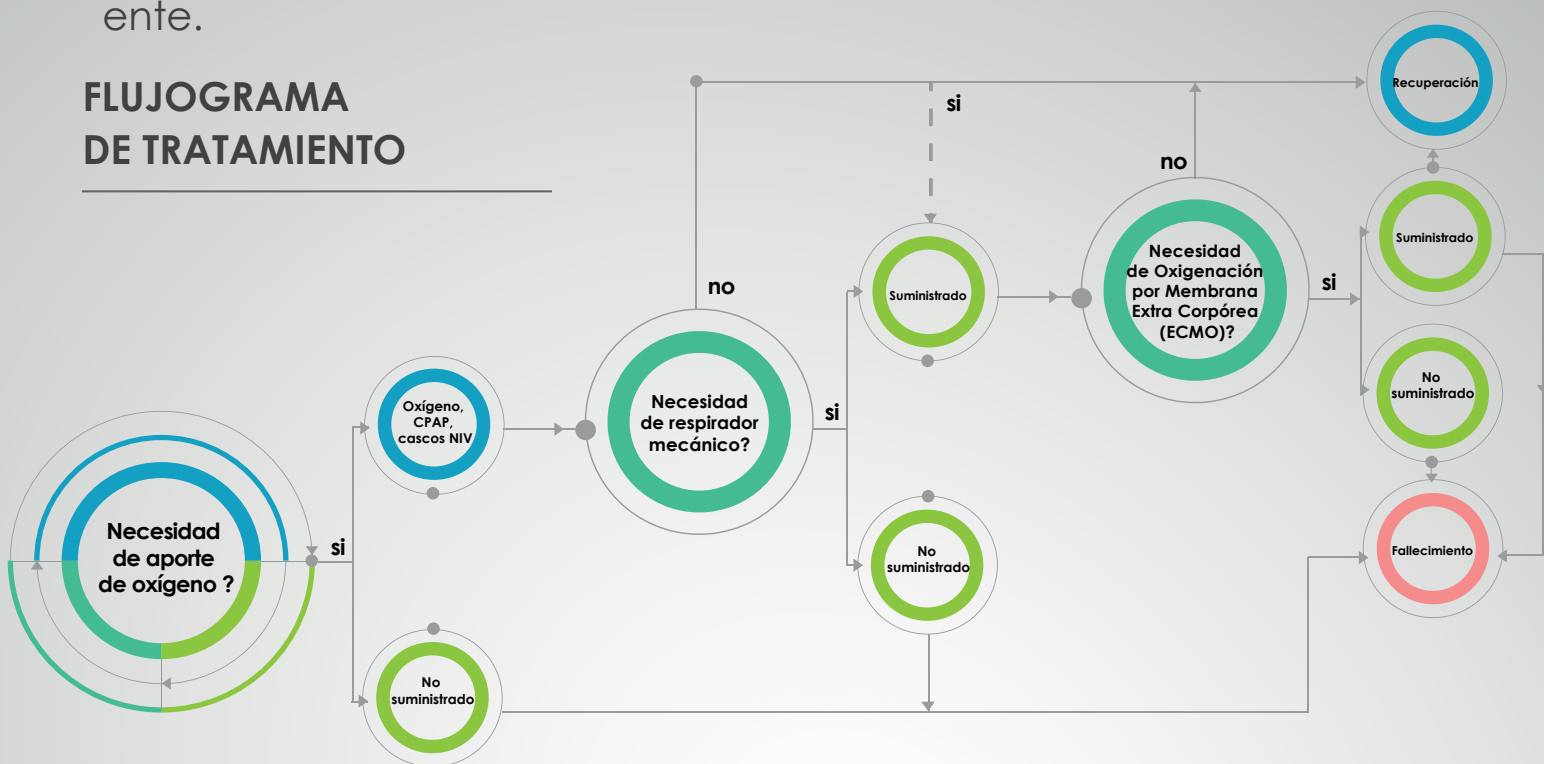 ente.
FLUJOGRAMA
DE TRATAMIENTO
Necesidad
de aporte
de oxígeno ?
si
Oxígeno,
CPAP,
cascos NIV
No
suministrado
Necesidad
de respirador
mecánico?
no
si
si
Suministrado
No
suministrado
Necesidad
de Oxigenación
por Membrana
Extra Corpórea
(ECMO)?
no
si
Recuperación
Suministrado
No
suministrado
Fallecimiento